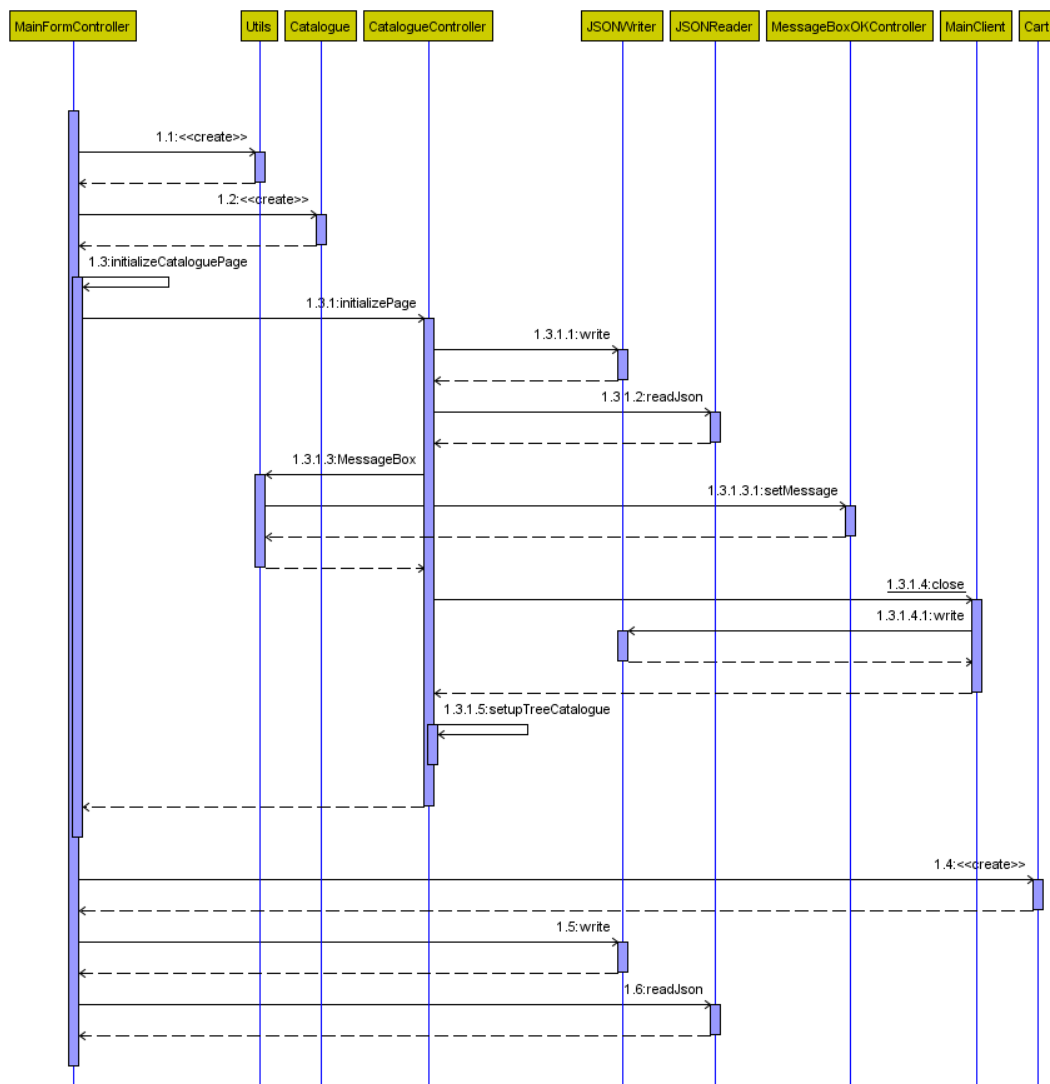 MainFormController
Utils
Catalogue
CatalogueController
JSONWriter
JSONReader
MessageBoxOKController
MainClient
Cart
1.1:<<create>>
1.2:<<create>>
1.3:initializeCataloguePage
1.3.1:initializePage
1.3.1.1:write
1.3.1.2:readJson
1.3.1.3:MessageBox
1.3.1.3.1:setMessage
1.3.1.4:close
1.3.1.4.1:write
1.3.1.5:setupTreeCatalogue
1.4:<<create>>
1.5:write
1.6:readJson